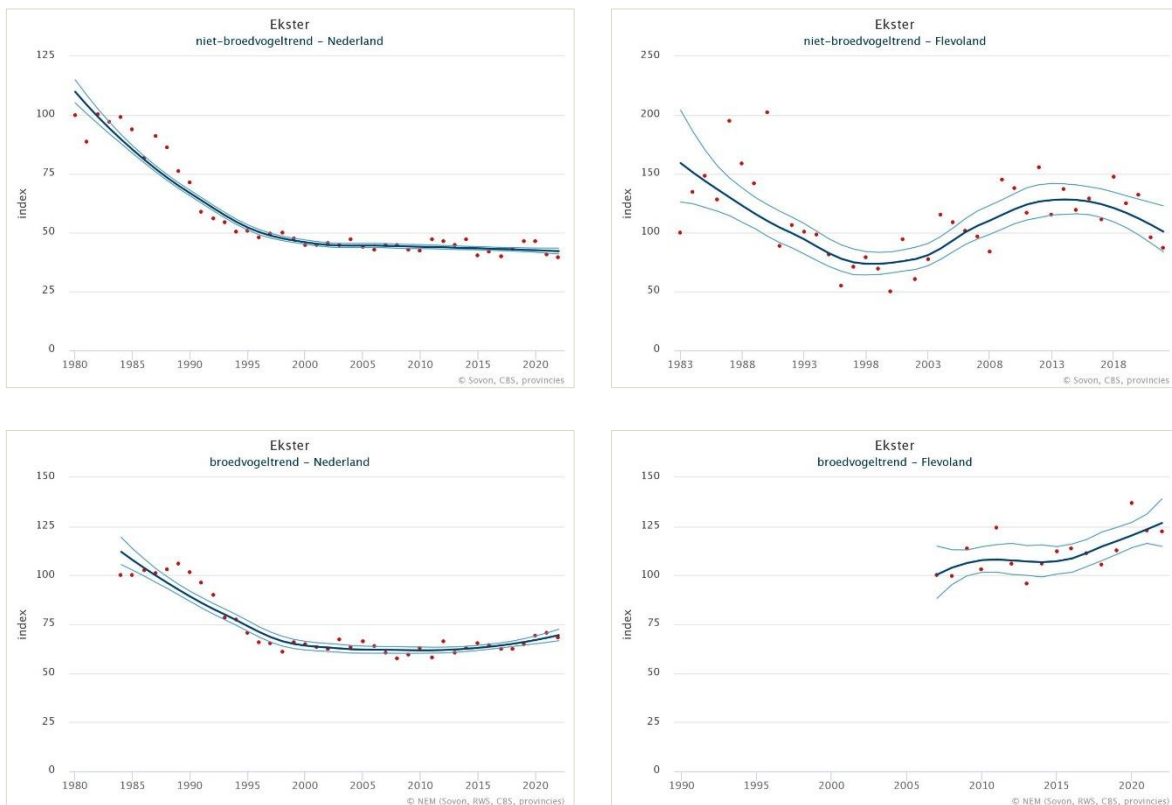 Ekster
niet-broedvogeltrend – Nederland
125
100
75
50
25
0
index
1980 1985 1990 1995 2000 2005 2010 2015 2020
© Sovon, CBS, provincies
Ekster
niet-broedvogeltrend – Flevoland
250
200
150
100
50
0
index
1983 1988 1993 1998 2003 2008 2013 2018
© Sovon, CBS, provincies
Ekster
broedvogeltrend – Nederland
150
125
100
75
50
25
0
index
1980 1985 1990 1995 2000 2005 2010 2015 2020
© NEM (Sovon, RWS, CBS, provincies)
Ekster
broedvogeltrend – Flevoland
150
125
100
75
50
25
0
index
1990 1995 2000 2005 2010 2015 2020
© NEM (Sovon, RWS, CBS, provincies)